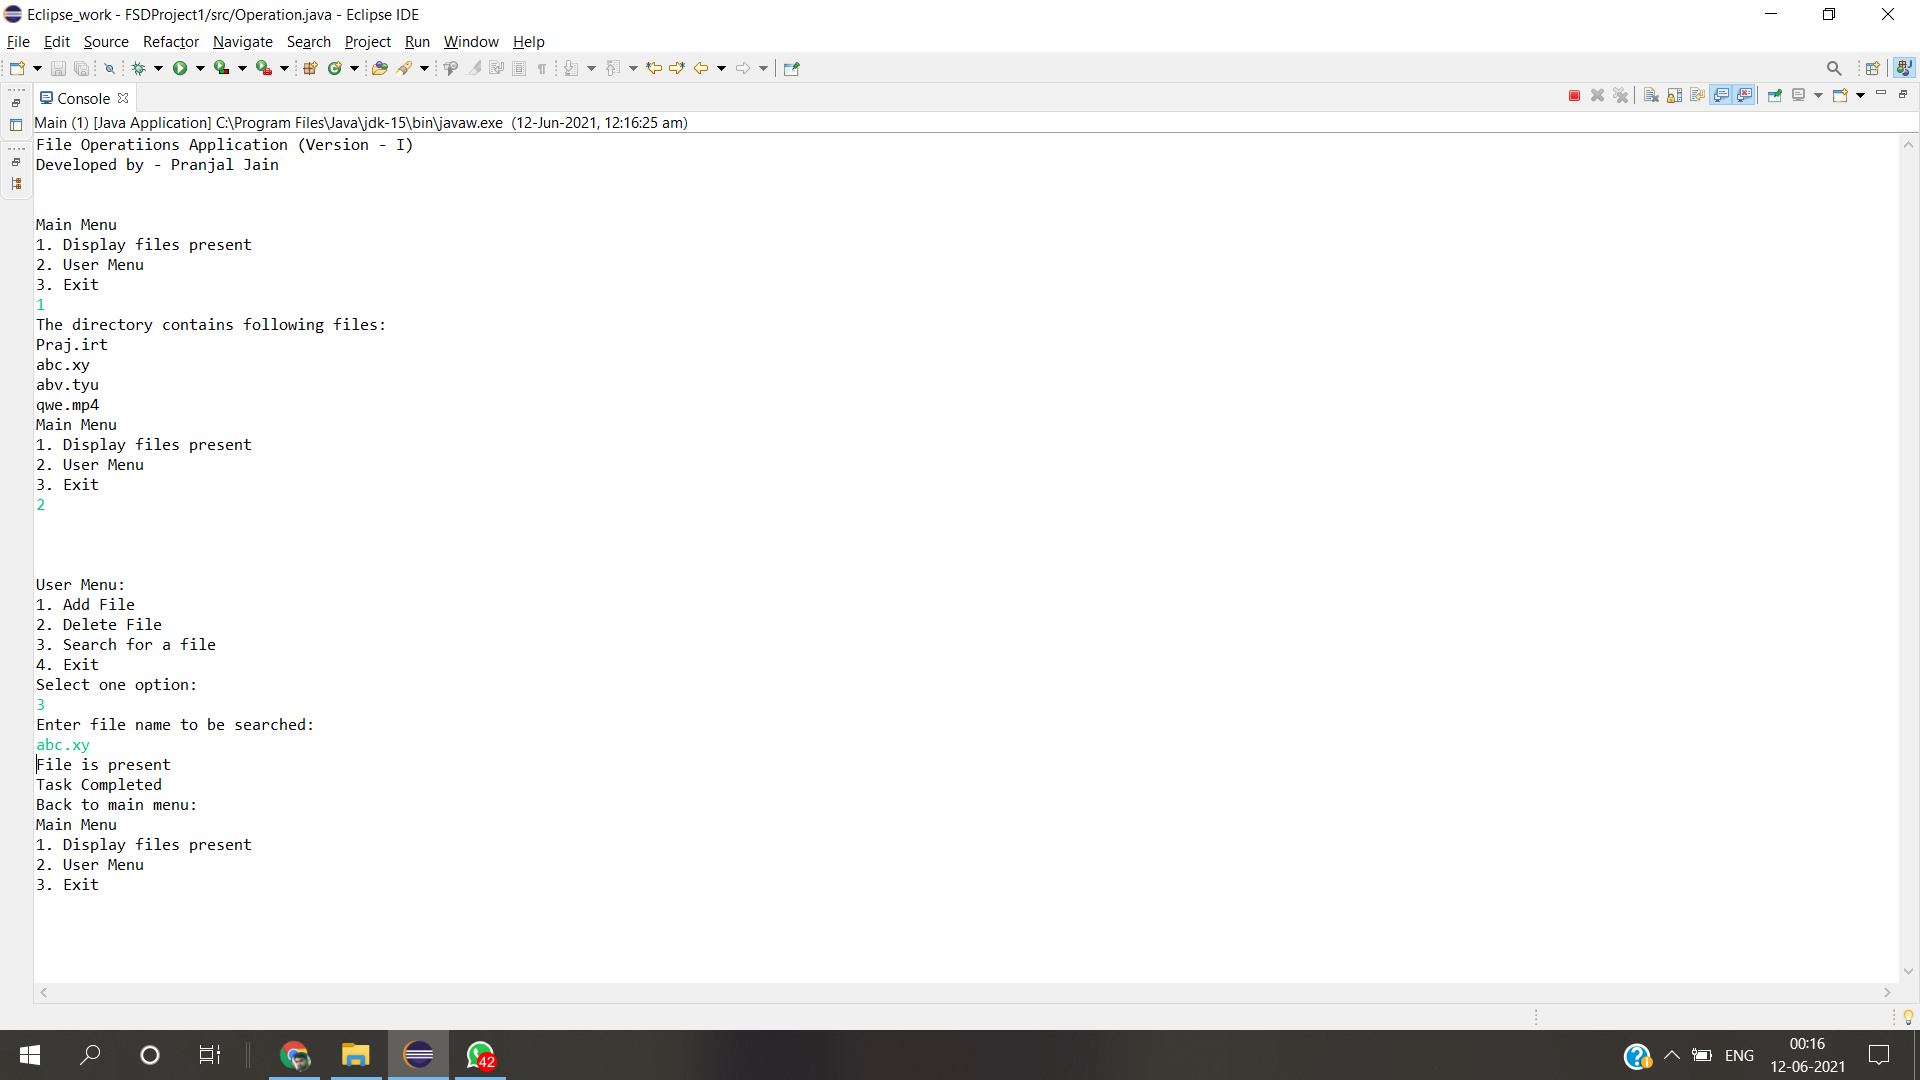 Eclipse_work - FSDProject1/src/Operation.java - Eclipse IDE
File Edit Source Refactor Navigate Search Project Run Window Help
Console
Main (1) [Java Application] C:\Program Files\Java\jdk-15\bin\javaw.exe (12-Jun-2021, 12:16:25 am)
File Operatiions Application (Version - I)
Developed by - Pranjal Jain
Main Menu
1. Display files present
2. User Menu
3. Exit
1
The directory contains following files:
Praj.irt
abc.xy
abv.tyu
qwe.mp4
Main Menu
1. Display files present
2. User Menu
3. Exit
2
User Menu:
1. Add File
2. Delete File
3. Search for a file
4. Exit
Select one option:
3
Enter file name to be searched:
abc.xy
File is present
Task Completed
Back to main menu:
Main Menu
1. Display files present
2. User Menu
3. Exit
42
ENG
00:16
12-06-2021